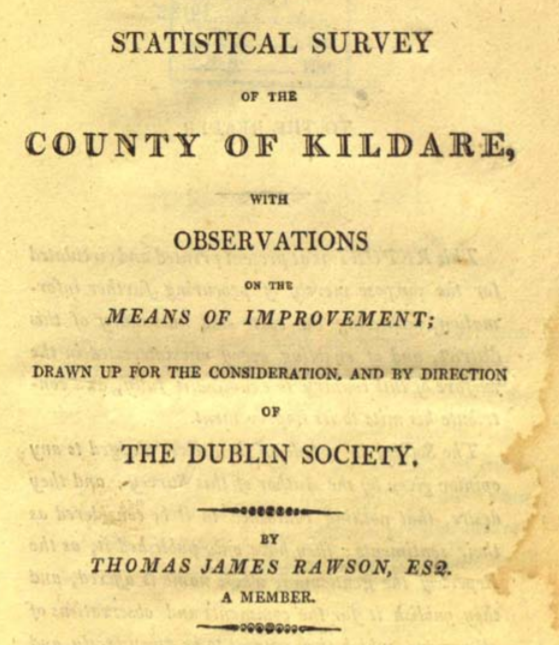 STATISTICAL SURVEY
OF THE
COUNTY OF KILDARE,
WITH
OBSERVATIONS
ON THE
MEANS OF IMPROVEMENT;
DRAWN UP FOR THE CONSIDERATION, AND BY DIRECTION
OF
THE DUBLIN SOCIETY.
BY
THOMAS JAMES RAWSON, ESQ.
A MEMBER.